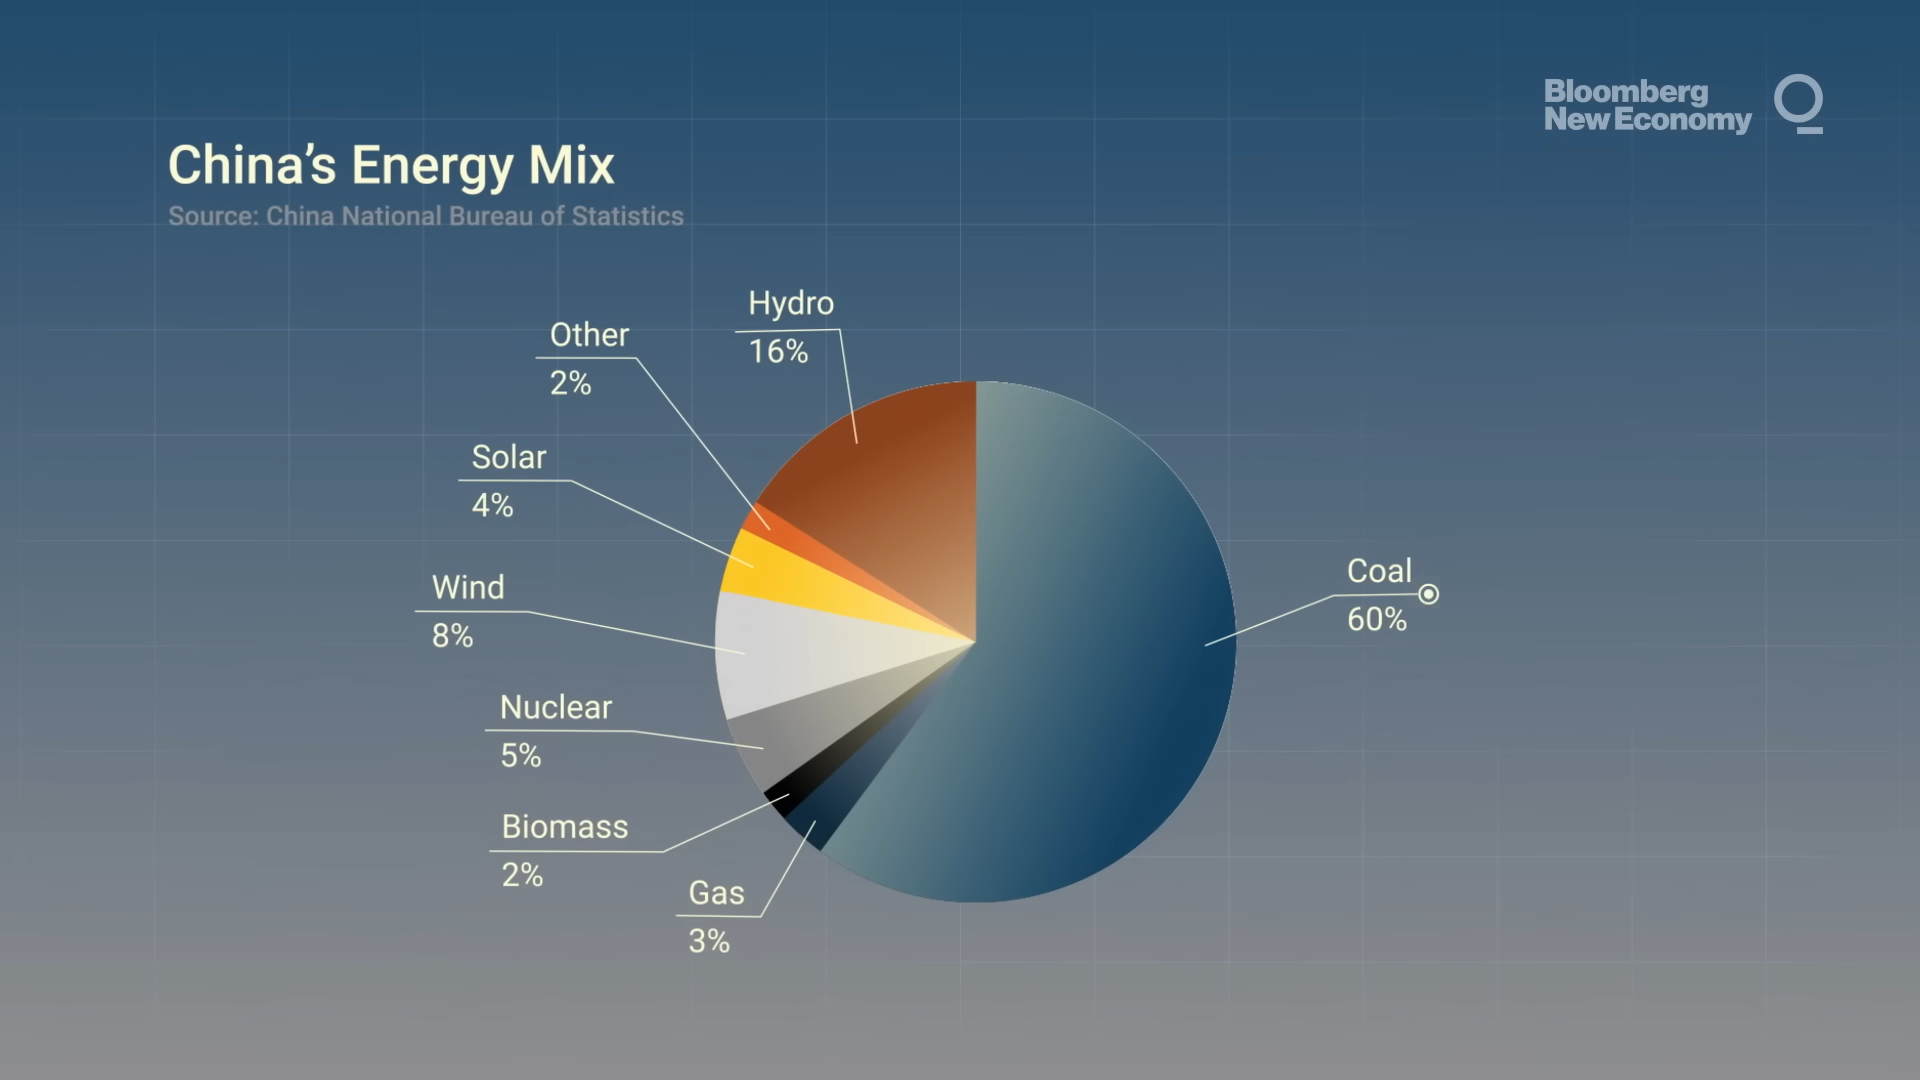 Bloomberg
New Economy
China's Energy Mix
Source: China National Bureau of Statistics
Hydro
16%
Other
2%
Solar
4%
Wind
8%
Nuclear
5%
Biomass
2%
Gas
3%
Coal
60%